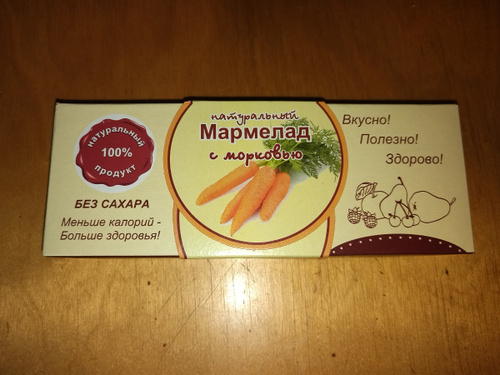 натуральный
100%
продукт
БЕЗ САХАРА
Меньше калорий -
Больше здоровья!
натуральный
Мармелад
с морковью
Вкусно!
Полезно!
Здорово!